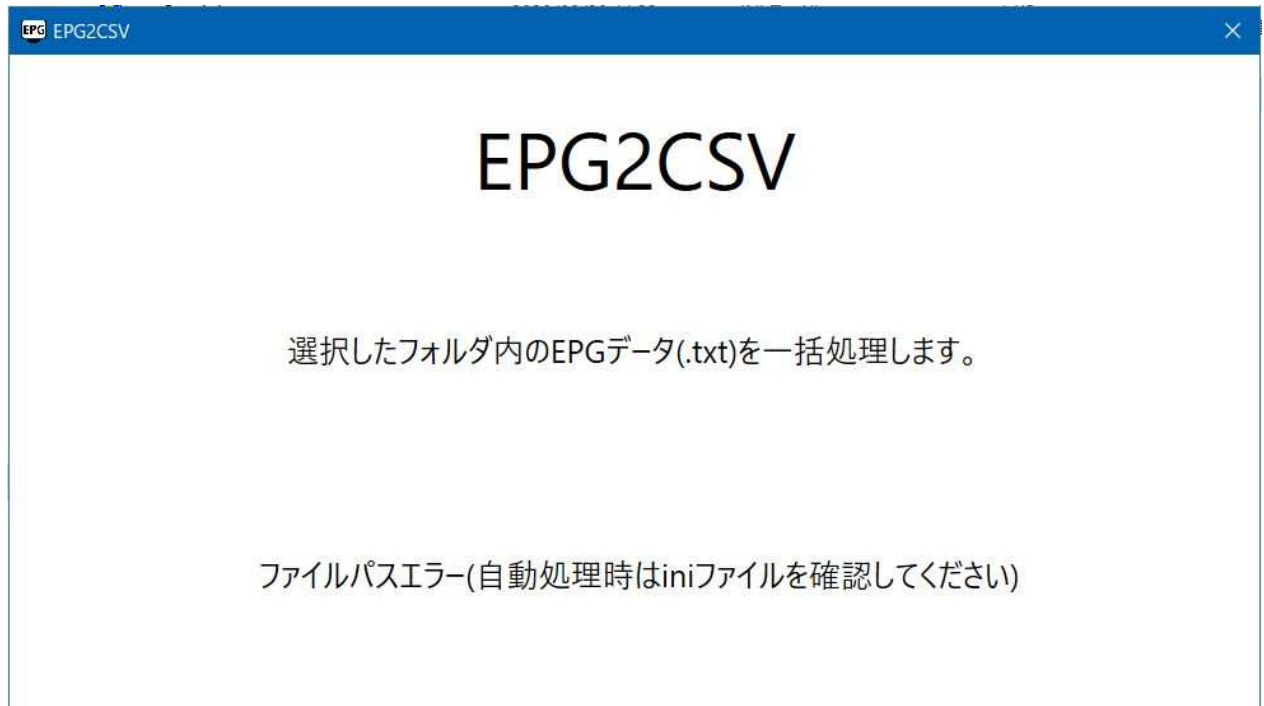 EPG EPG2CSV
EPG2CSV
選択したフォルダ内のEPGデータ(.txt)を一括処理します。
ファイルパスエラー(自動処理時はiniファイルを確認してください)